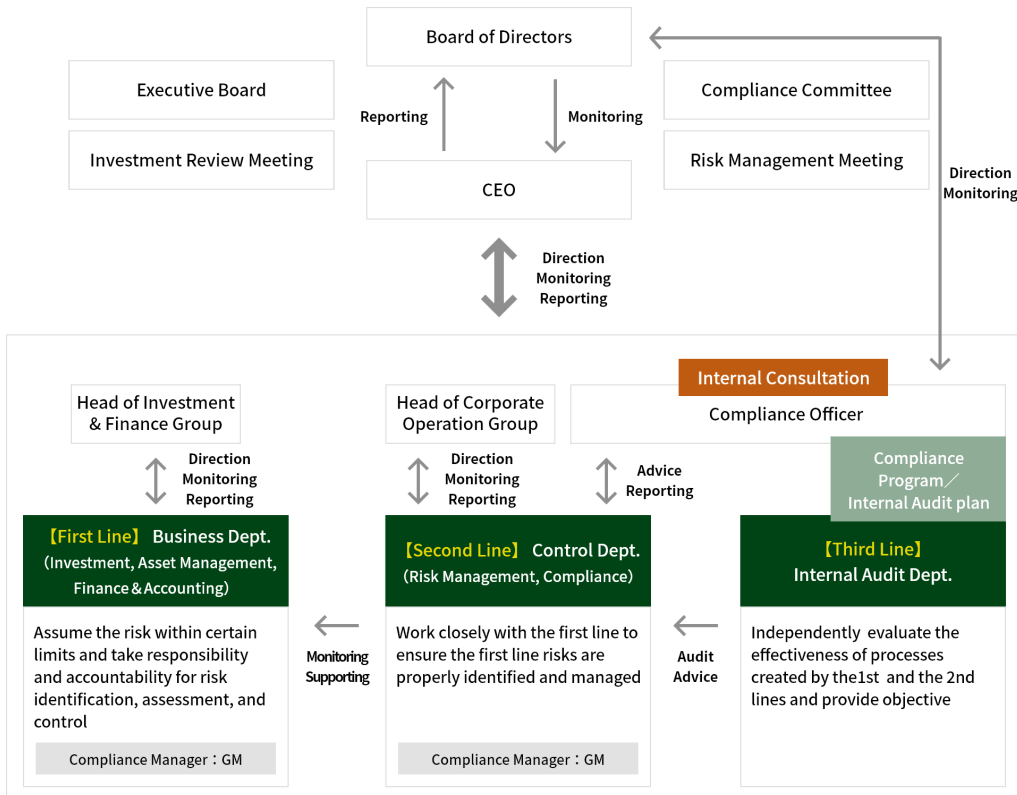 Board of Directors
Executive Board
Compliance Committee
Reporting
Monitoring
Investment Review Meeting
Risk Management Meeting
CEO
Direction
Monitoring
Direction
Monitoring
Reporting
Internal Consultation
Head of Investment
& Finance Group
Head of Corporate
Operation Group
Compliance Officer
Compliance
Program／
Internal Audit plan
Direction
Monitoring
Reporting
Direction
Monitoring
Reporting
Advice
Reporting
【First Line】 Business Dept.
（Investment, Asset Management,
Finance＆Accounting）
【Second Line】 Control Dept.
（Risk Management, Compliance）
【Third Line】
Internal Audit Dept.
Assume the risk within certain
limits and take responsibility
and accountability for risk
identification, assessment, and
control
Compliance Manager：GM
Monitoring
Supporting
Work closely with the first line to
ensure the first line risks are
properly identified and managed
Compliance Manager：GM
Audit
Advice
Independently evaluate the
effectiveness of processes
created by the1st and the 2nd
lines and provide objective